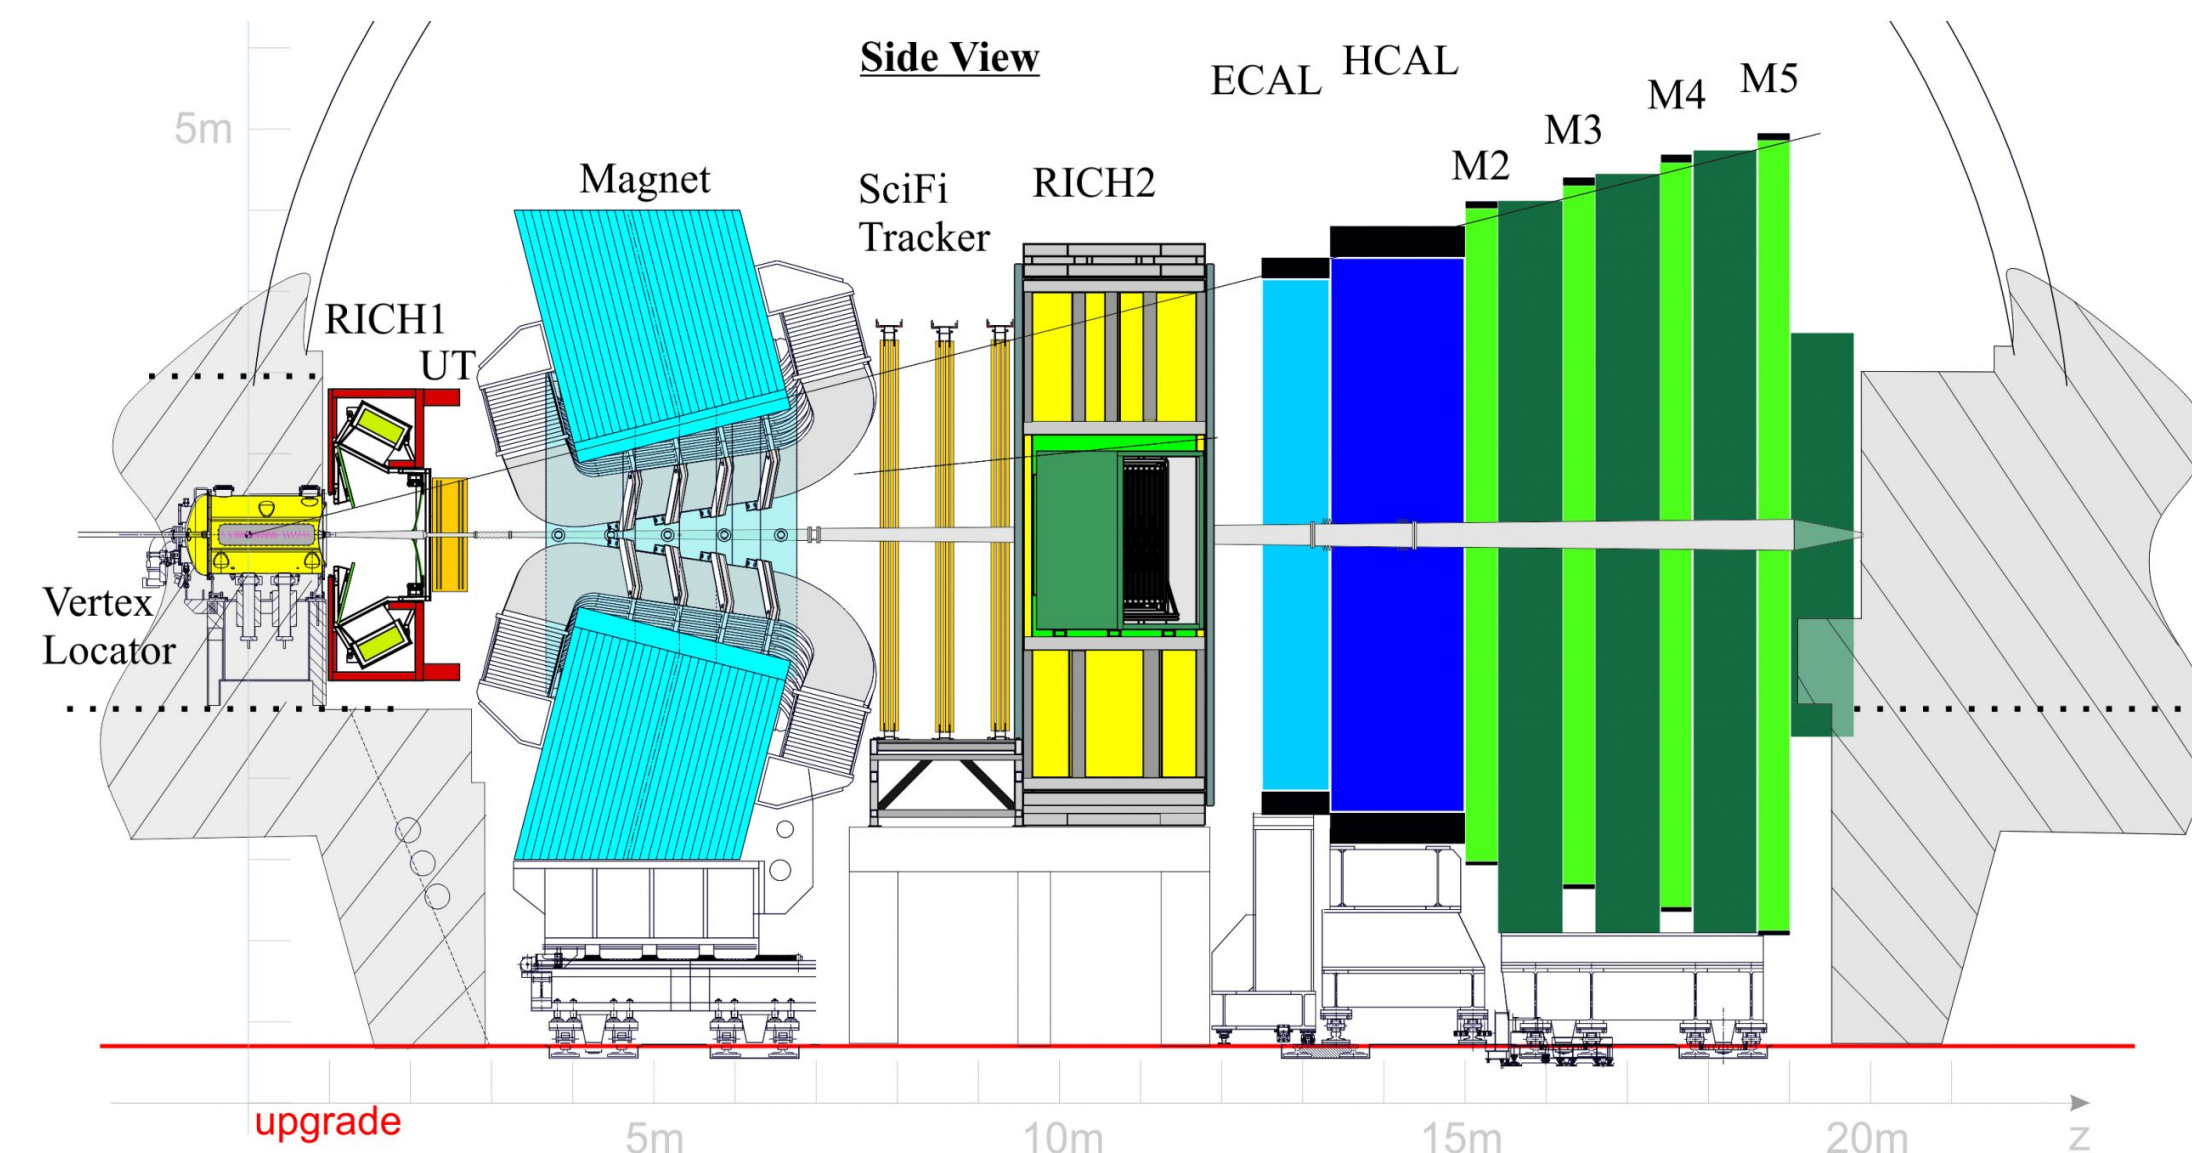 Side View
HCAL
ECAL
M5
M4
5m
M3
M2
Magnet
SciFi
Tracker
RICH2
RICH1
UT
Vertex
Locator
upgrade
5m
10m
15m
20m
z